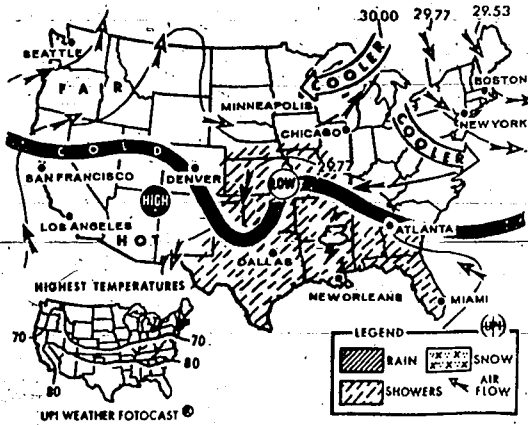 30.00 29.77 29.53
SEATTLE
FAIR
COOLER
BOSTON
MINNEAPOLIS
NEW YORK
CHICAGO
COOLER
COLD
SAN FRANCISCO
DENVER
LOW
HIGH
LOS ANGELES
HOT
ATLANTA
DALLAS
NEW ORLEANS
MIAMI
HIGHEST TEMPERATURES
70
70
80
80
UPI WEATHER FOTOCAST ®
LEGEND
UPI
RAIN
SNOW
SHOWERS
AIR
FLOW